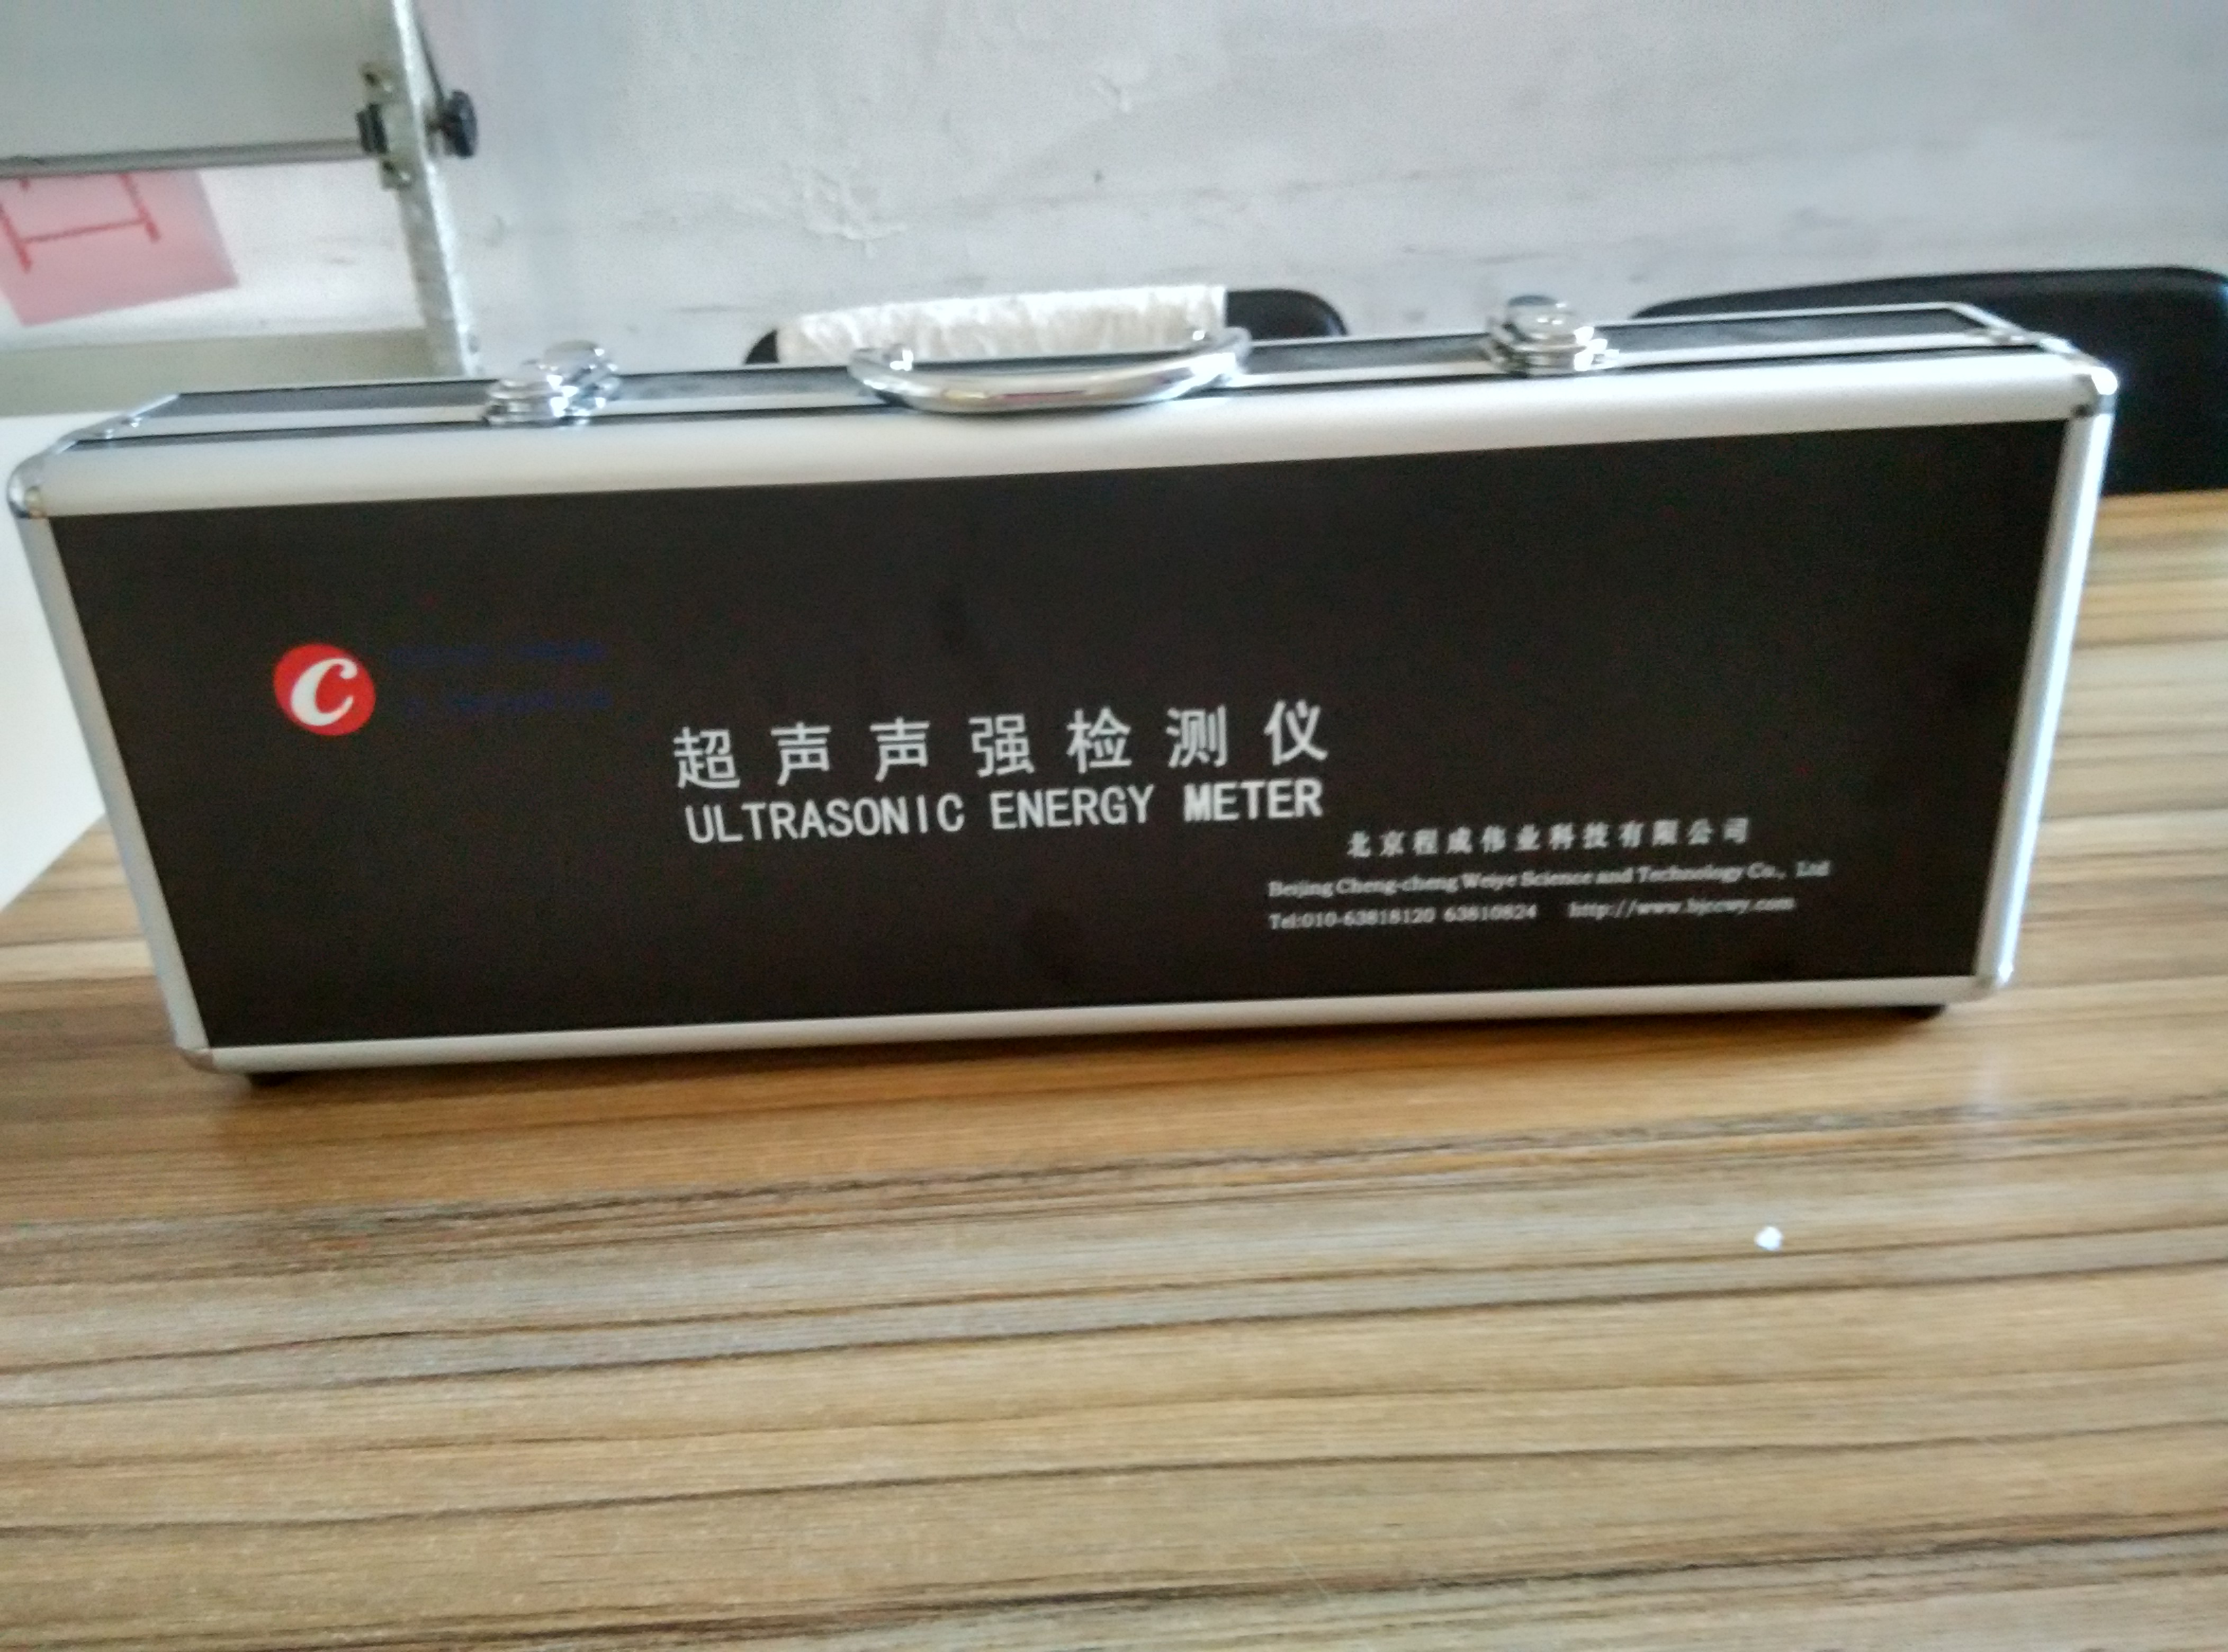 C
超声声强检测仪
ULTRASONIC ENERGY METER
北京程成伟业科技有限公司
Beijing Cheng-cheng Weiye Science and Technology Co., Ltd
Tel:010-63818120 63810824 http://www.bjccwy.com